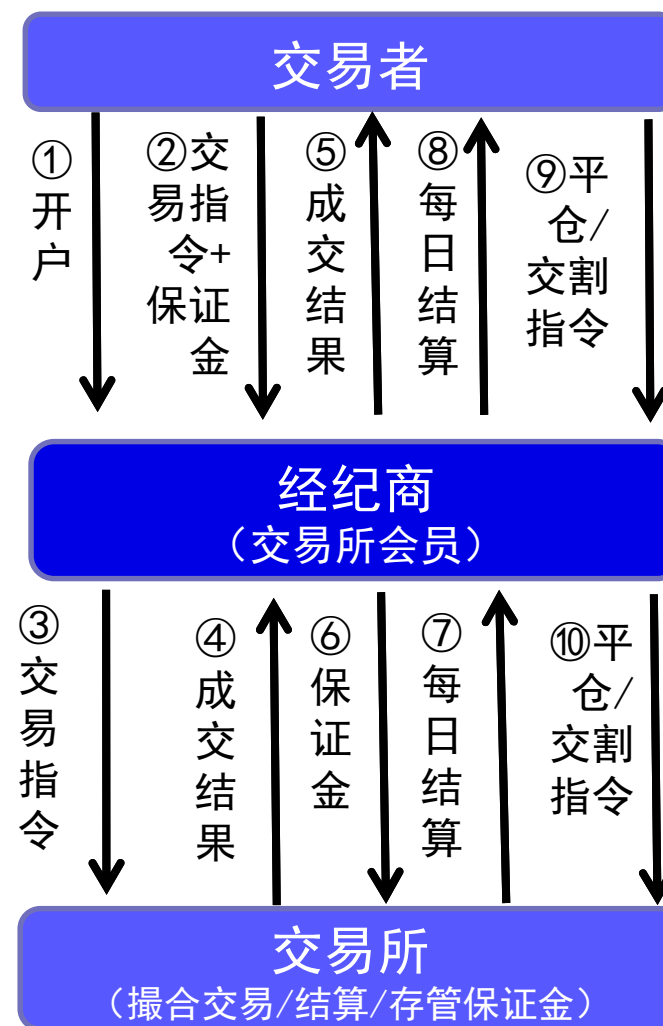 交易者
①
开
户
②交
易指
令+
保证
金
⑤
成
交
结
果
⑧
每
日
结
算
⑨平
仓/
交割
指令
经纪商
（交易所会员）
③
交
易
指
令
④
成
交
结
果
⑥
保
证
金
⑦
每
日
结
算
⑩平
仓/
交割
指令
交易所
（撮合交易/结算/存管保证金）